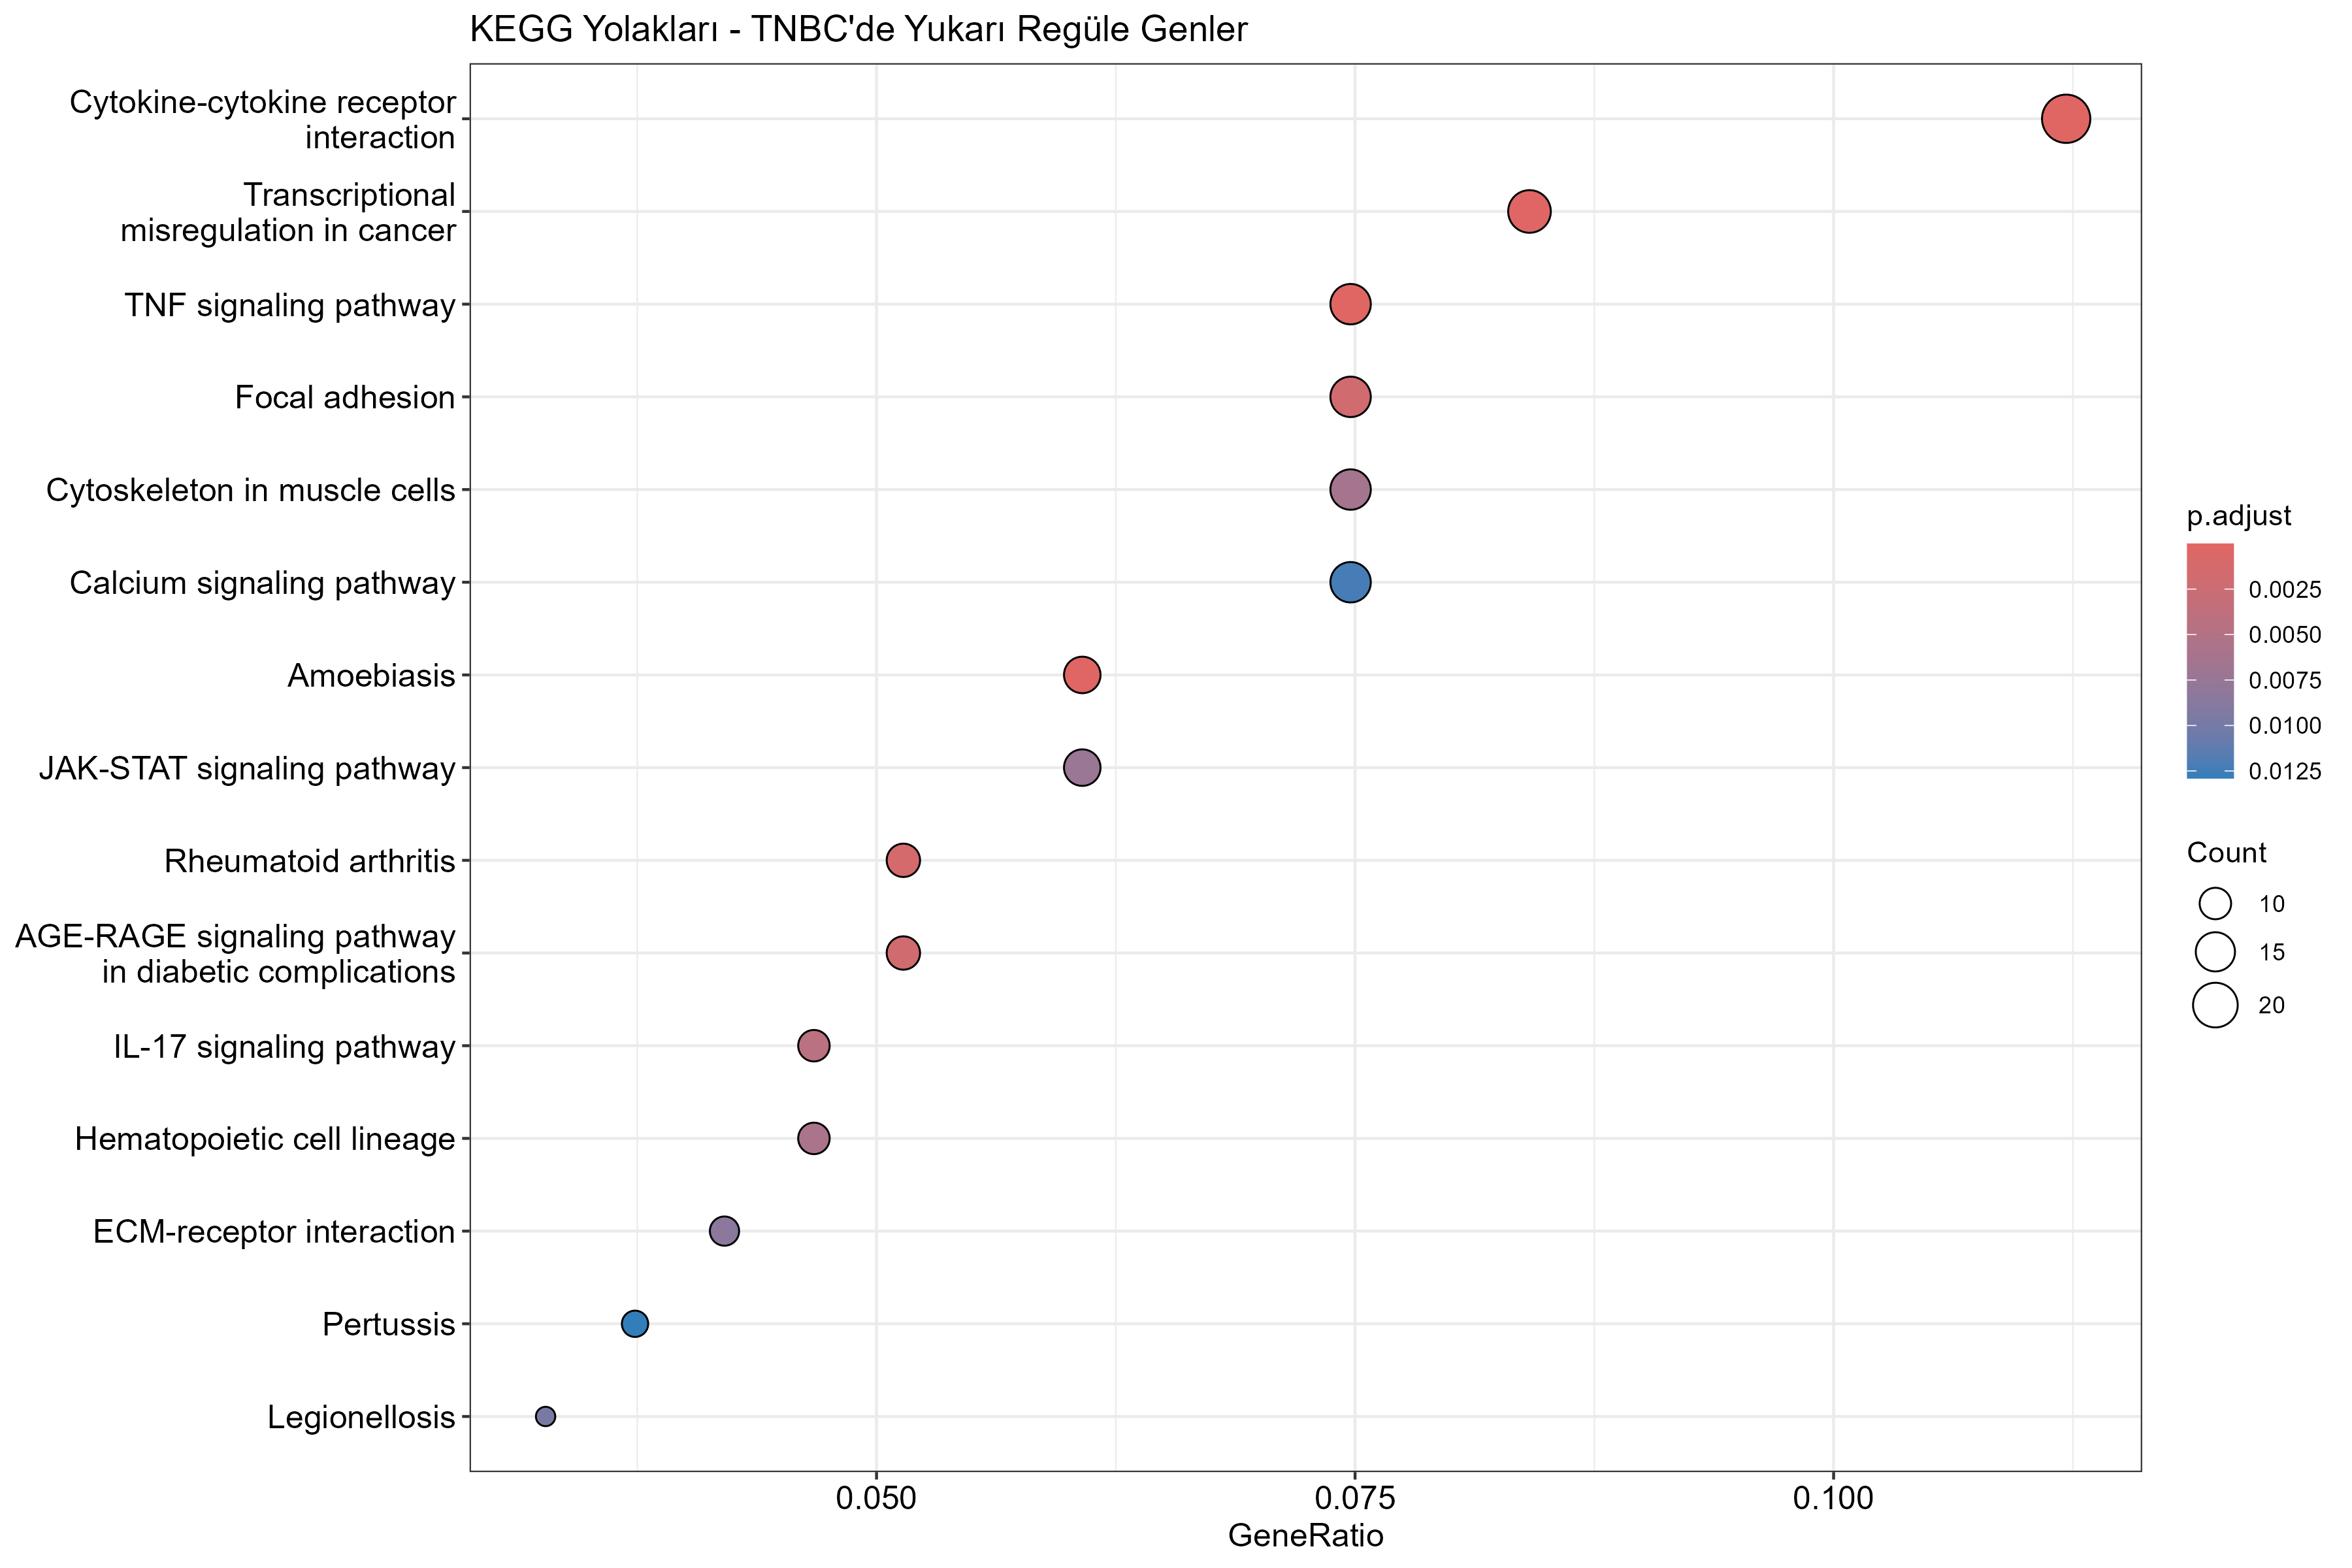 KEGG Yolakları - TNBC'de Yukarı Regüle Genler
Cytokine-cytokine receptor
interaction
Transcriptional
misregulation in cancer
TNF signaling pathway
Focal adhesion
Cytoskeleton in muscle cells
Calcium signaling pathway
Amoebiasis
JAK-STAT signaling pathway
Rheumatoid arthritis
AGE-RAGE signaling pathway
in diabetic complications
IL-17 signaling pathway
Hematopoietic cell lineage
ECM-receptor interaction
Pertussis
Legionellosis
0.050 0.075 0.100
GeneRatio
p.adjust
0.0025
0.0050
0.0075
0.0100
0.0125
Count
10
15
20